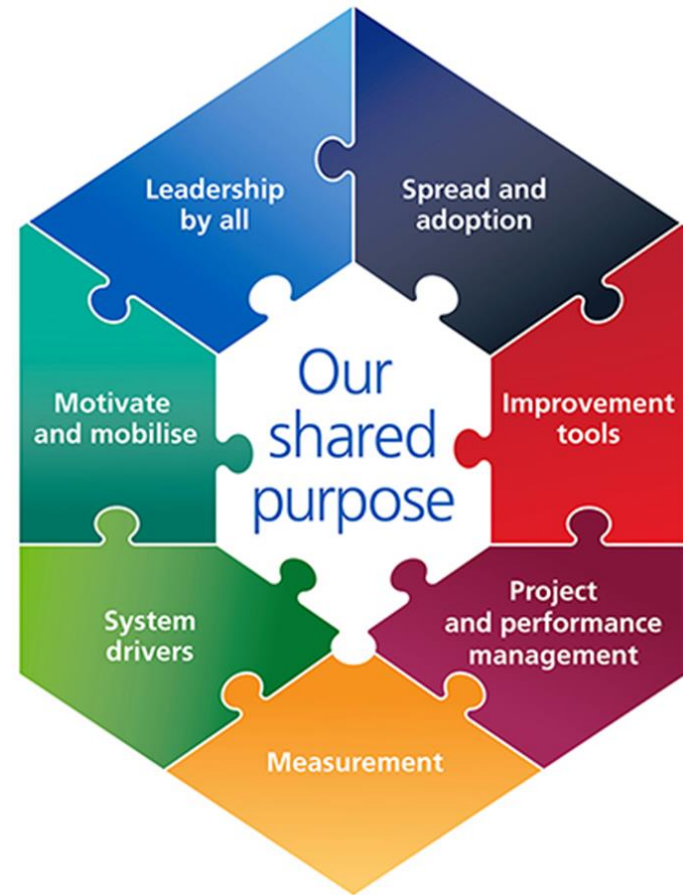 Leadership
by all
Spread and
adoption
Our
shared
purpose
Motivate
and mobilise
Improvement
tools
System
drivers
Project
and performance
management
Measurement